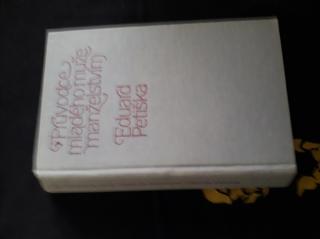 Průvodce
mladého muže
manželstvím
Eduard
Petiška